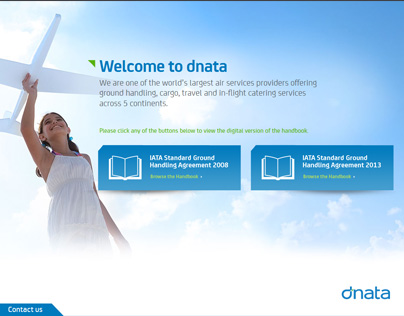 Welcome to dnata
We are one of the world's largest air services providers offering
ground handling, cargo, travel and in-flight catering services
across 5 continents.
Please click any of the buttons below to view the digital version of the handbook.
IATA Standard Ground
Handling Agreement 2008
Browse the Handbook
IATA Standard Ground
Handling Agreement 2013
Browse the Handbook
dnata
Contact us